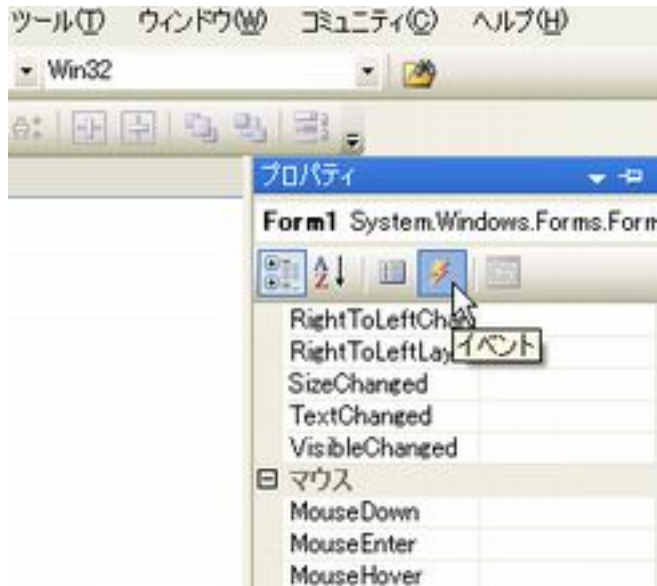 ツール(T) ウィンドウ(W) コミュニティ(C) ヘルプ(H)
Win32
プロパティ
Form1 System.Windows.Forms.Form
RightToLeftChan
RightToLeftLay
イベント
SizeChanged
TextChanged
VisibleChanged
マウス
MouseDown
MouseEnter
MouseHover